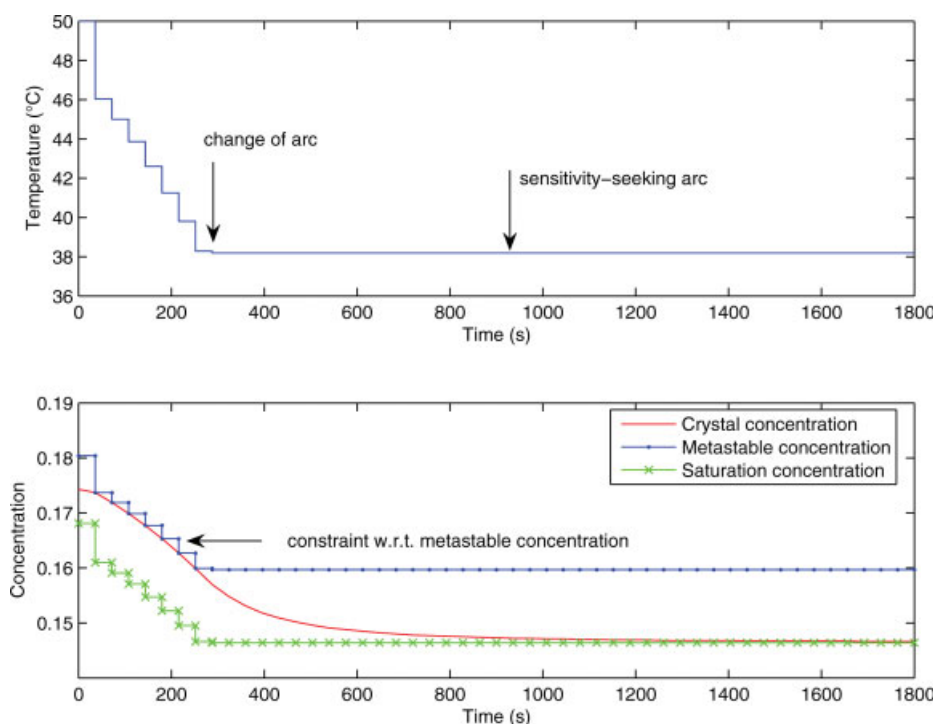 50
48
46
44
42
40
38
36
Temperature (°C)
change of arc
sensitivity−seeking arc
0 200 400 600 800 1000 1200 1400 1600 1800
Time (s)
0.19
0.18
0.17
0.16
0.15
Concentration
Crystal concentration
Metastable concentration
Saturation concentration
constraint w.r.t. metastable concentration
0 200 400 600 800 1000 1200 1400 1600 1800
Time (s)